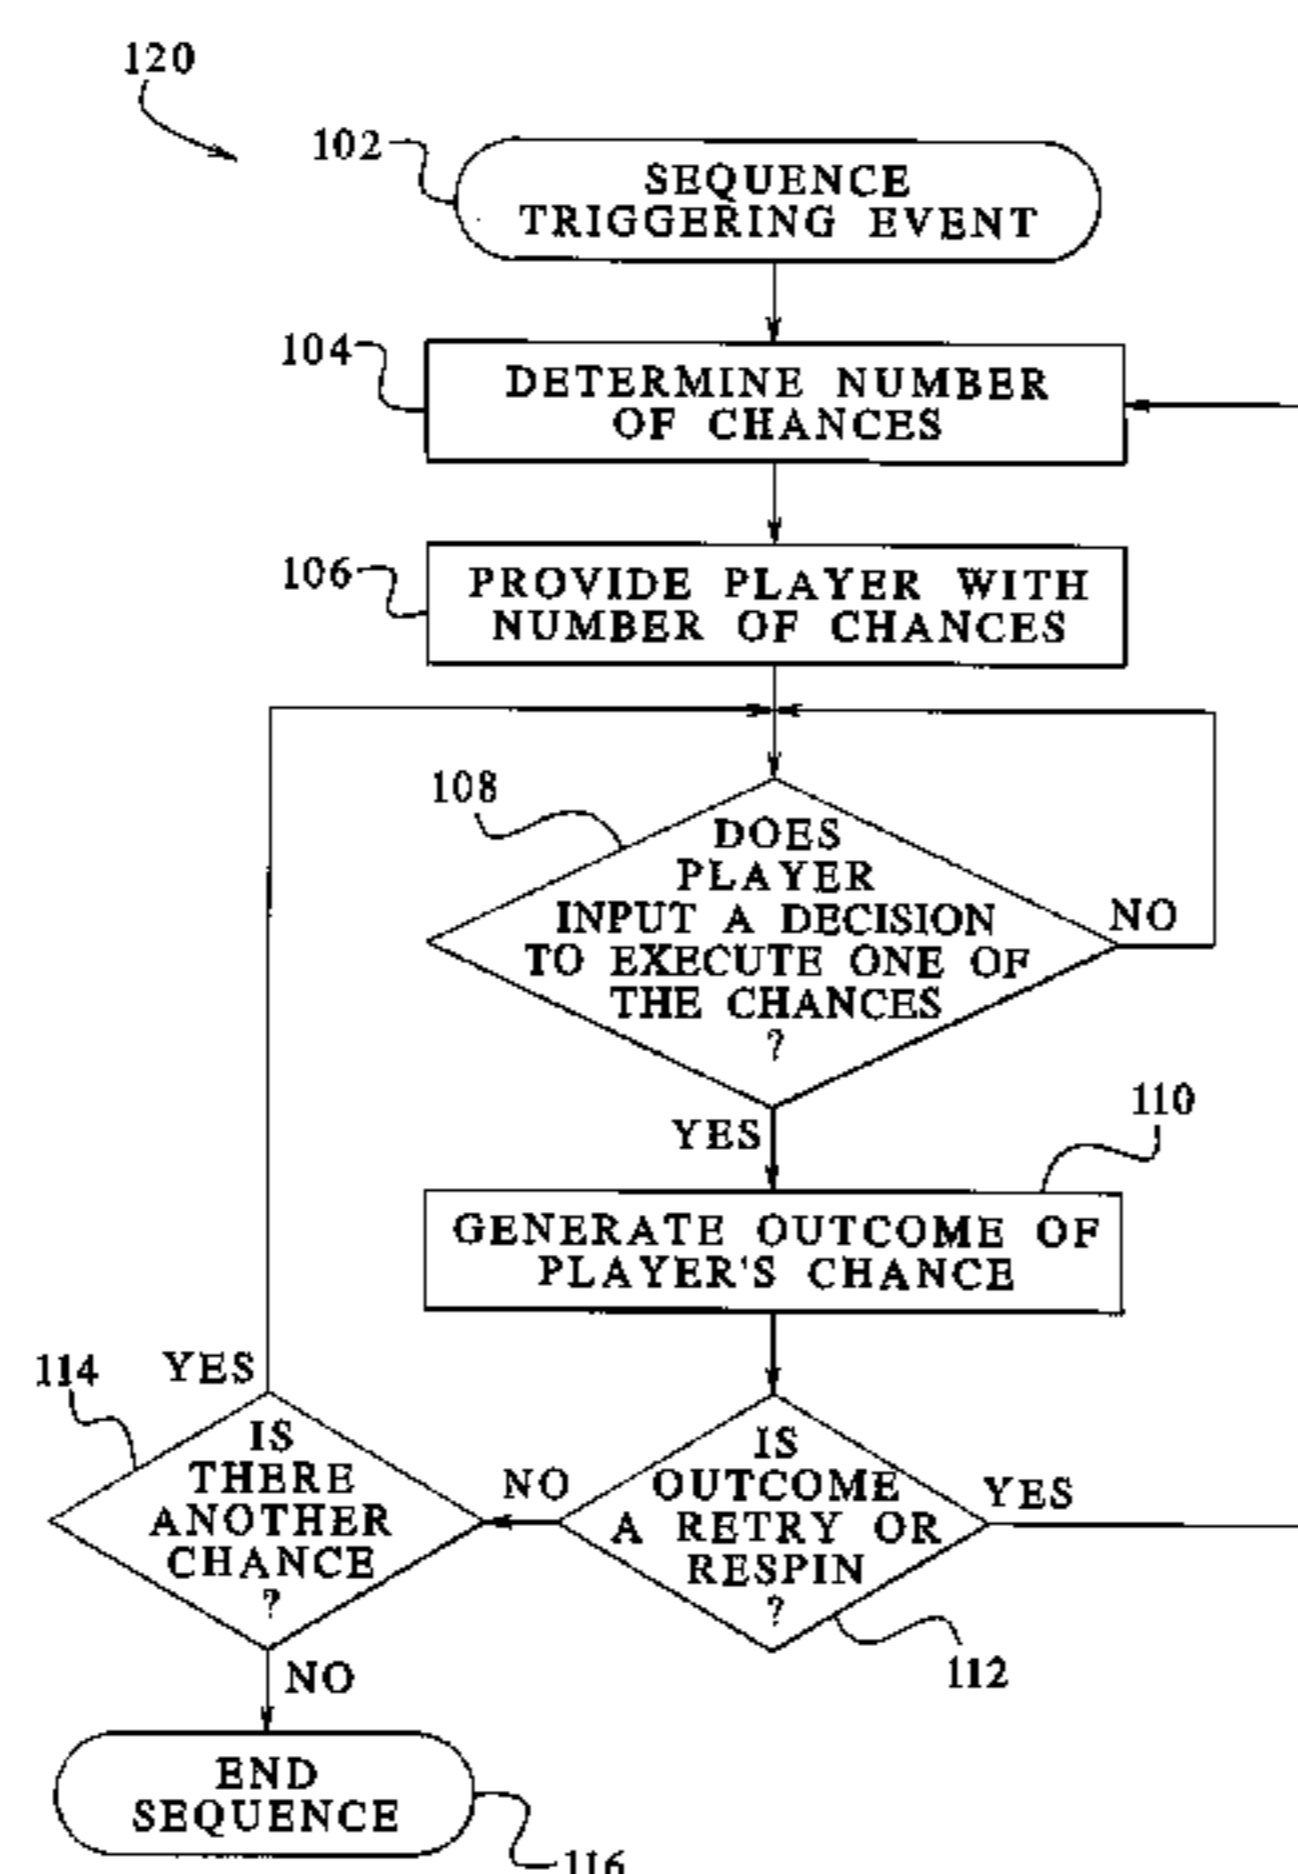 120
102
SEQUENCE
TRIGGERING EVENT
104
DETERMINE NUMBER
OF CHANCES
106
PROVIDE PLAYER WITH
NUMBER OF CHANCES
108
DOES
PLAYER
INPUT A DECISION
TO EXECUTE ONE OF
THE CHANCES
?
NO
YES
110
GENERATE OUTCOME OF
PLAYER'S CHANCE
114
YES
IS
THERE
ANOTHER
CHANCE
?
NO
IS
OUTCOME
A RETRY OR
RESPIN
?
YES
112
NO
END
SEQUENCE
116